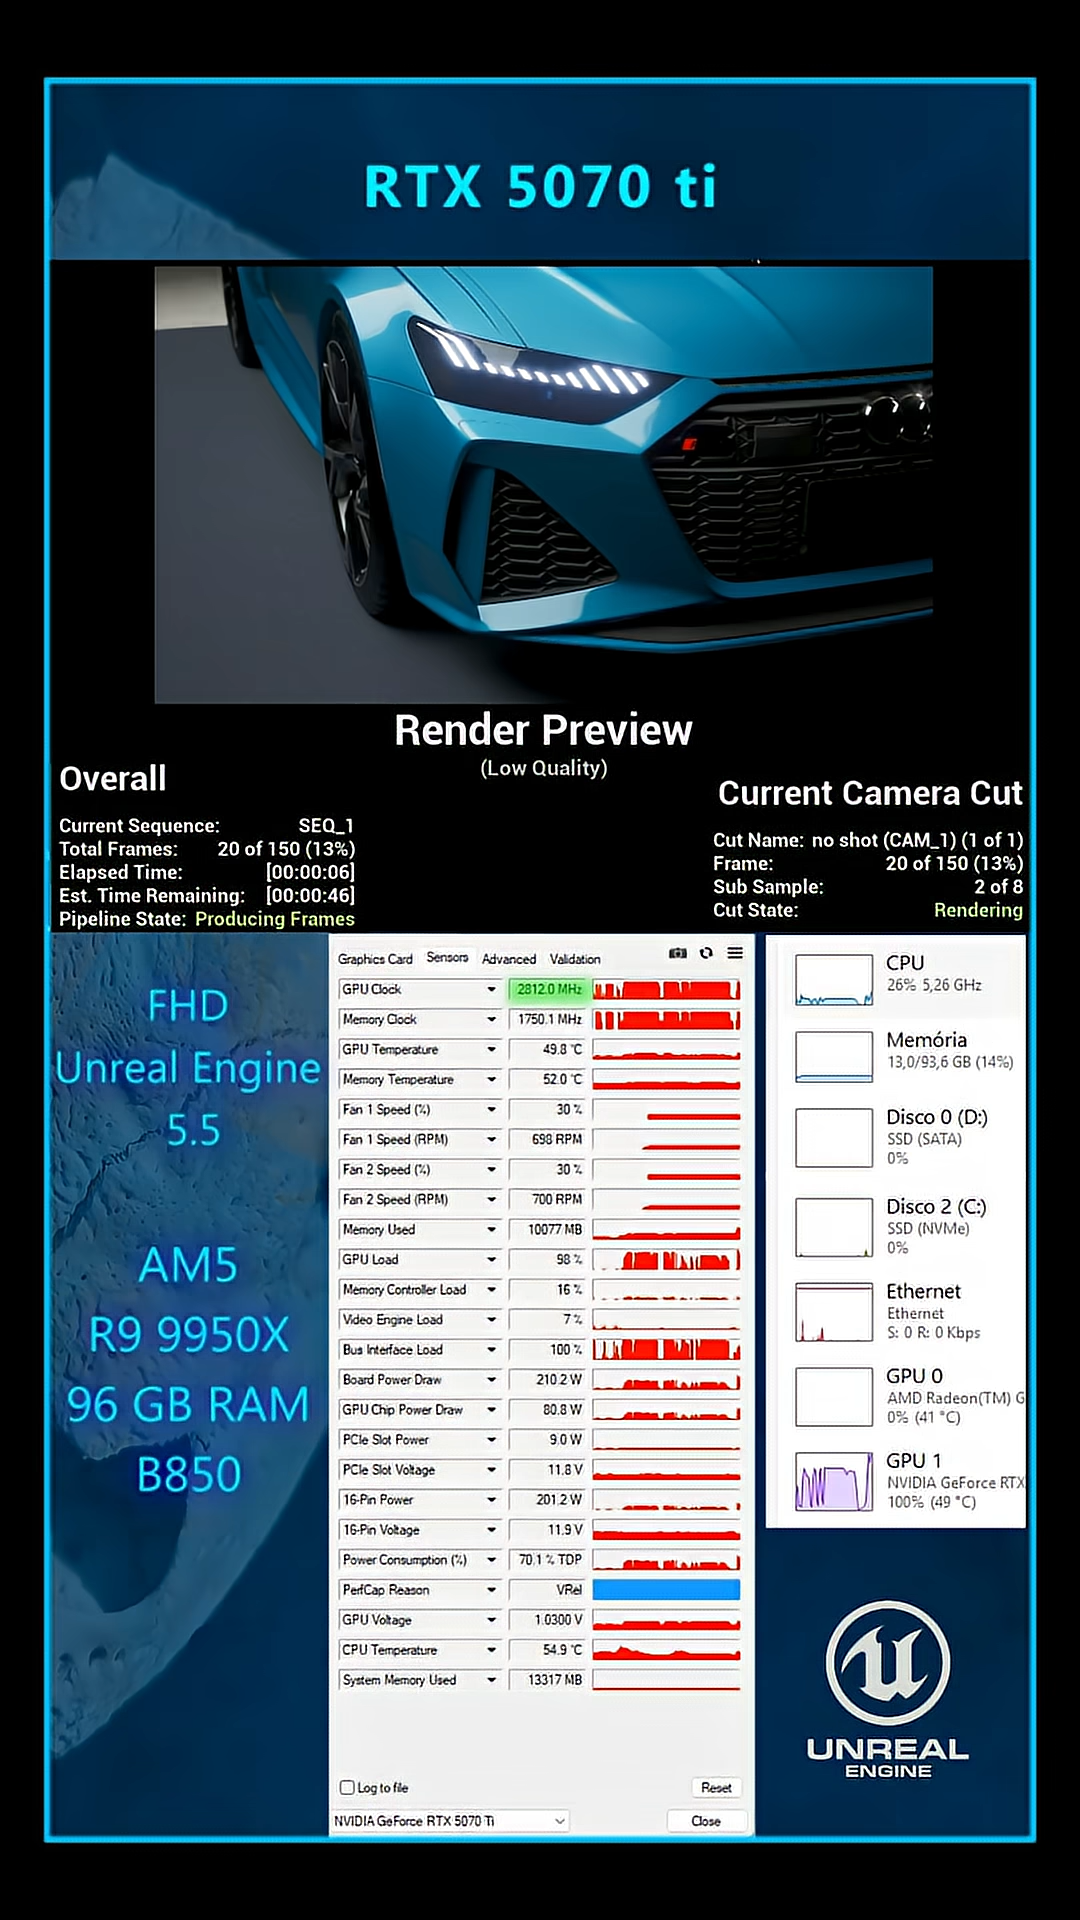 RTX 5070 ti
Render Preview
(Low Quality)
Overall
Current Sequence: SEQ_1
Total Frames: 20 of 150 (13%)
Elapsed Time: [00:00:06]
Est. Time Remaining: [00:00:46]
Pipeline State: Producing Frames
Current Camera Cut
Cut Name: no shot (CAM_1) (1 of 1)
Frame: 20 of 150 (13%)
Sub Sample: 2 of 8
Cut State: Rendering
FHD
Unreal Engine
5.5
AM5
R9 9950X
96 GB RAM
B850
Graphics Card Sensors Advanced Validation
GPU Clock 2812.0 MHz
Memory Clock 1750.1 MHz
GPU Temperature 49.8 °C
Memory Temperature 52.0 °C
Fan 1 Speed (%) 30 %
Fan 1 Speed (RPM) 698 RPM
Fan 2 Speed (%) 30 %
Fan 2 Speed (RPM) 700 RPM
Memory Used 10077 MB
GPU Load 98 %
Memory Controller Load 16 %
Video Engine Load 7 %
Bus Interface Load 100 %
Board Power Draw 210.2 W
GPU Chip Power Draw 80.8 W
PCIe Slot Power 9.0 W
PCIe Slot Voltage 11.8 V
16-Pin Power 201.2 W
16-Pin Voltage 11.9 V
Power Consumption (%) 70.1 % TDP
PerfCap Reason VRel
GPU Voltage 1.0300 V
CPU Temperature 54.9 °C
System Memory Used 13317 MB
Log to file Reset
NVIDIA GeForce RTX 5070 Ti Close
CPU
26% 5,26 GHz
Memória
13,0/93,6 GB (14%)
Disco 0 (D:)
SSD (SATA)
0%
Disco 2 (C:)
SSD (NVMe)
0%
Ethernet
Ethernet
S: 0 R: 0 Kbps
GPU 0
AMD Radeon(TM) G
0% (41 °C)
GPU 1
NVIDIA GeForce RTX
100% (49 °C)
UNREAL
ENGINE